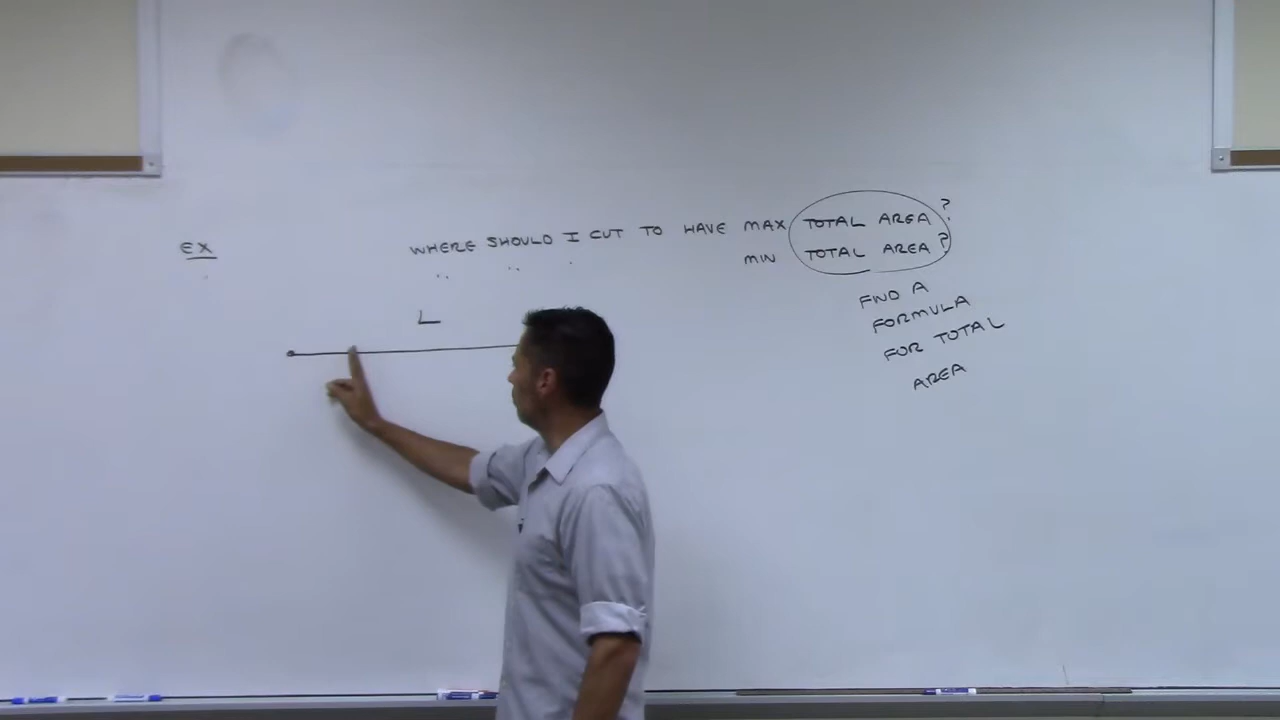 EX
WHERE SHOULD I CUT TO HAVE MAX TOTAL AREA?
MIN TOTAL AREA?
FIND A
FORMULA
FOR TOTAL
AREA
L